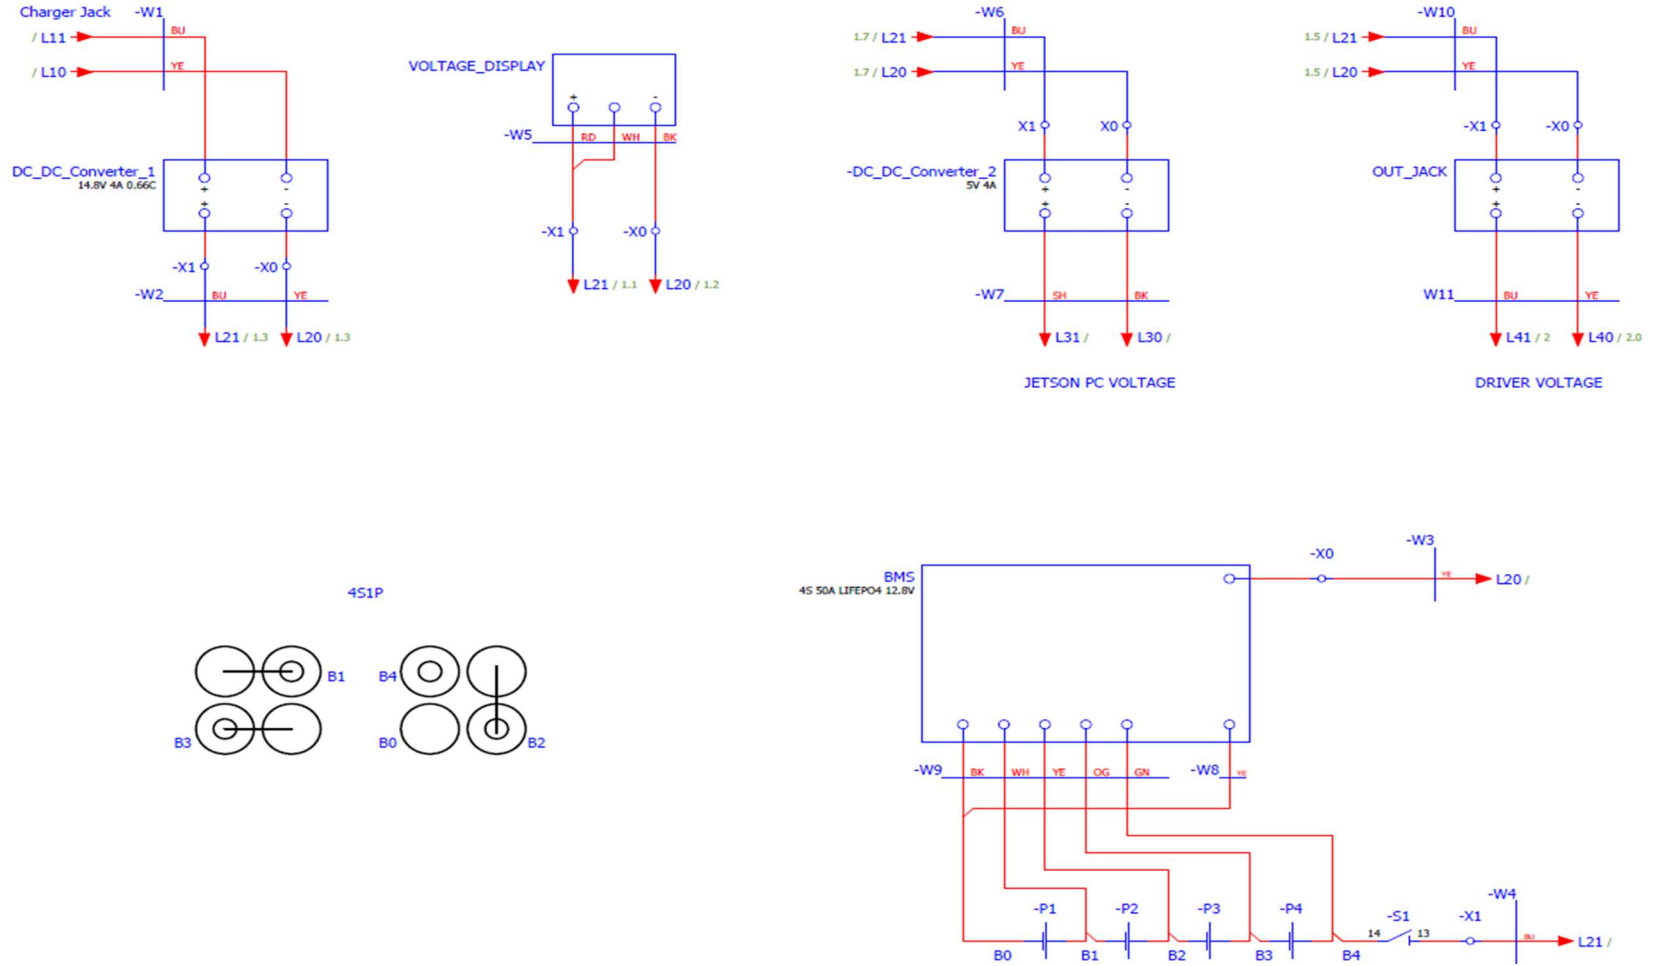 Charger Jack
-W1
/ L11
BU
/ L10
YE
DC_DC_Converter_1
14.8V 4A 0.66C
+
-
+
-
-X1
-X0
-W2
BU
YE
L21 / 1.3
L20 / 1.3
VOLTAGE_DISPLAY
+
-
-W5
RD
WH
BK
-X1
-X0
L21 / 1.1
L20 / 1.2
-W6
1.7 / L21
BU
1.7 / L20
YE
X1
X0
-DC_DC_Converter_2
5V 4A
+
-
+
-
-W7
SH
BK
L31 /
L30 /
JETSON PC VOLTAGE
-W10
1.5 / L21
BU
1.5 / L20
YE
-X1
-X0
OUT_JACK
+
-
+
-
W11
BU
YE
L41 / 2
L40 / 2.0
DRIVER VOLTAGE
4S1P
B1
B4
B3
B0
B2
BMS
4S 50A LIFEPO4 12.8V
-X0
-W3
YE
L20 /
-W9
BK
WH
YE
OG
GN
-W8
YE
-P1
-P2
-P3
-P4
-S1
-X1
-W4
14
13
BU
L21 /
B0
B1
B2
B3
B4